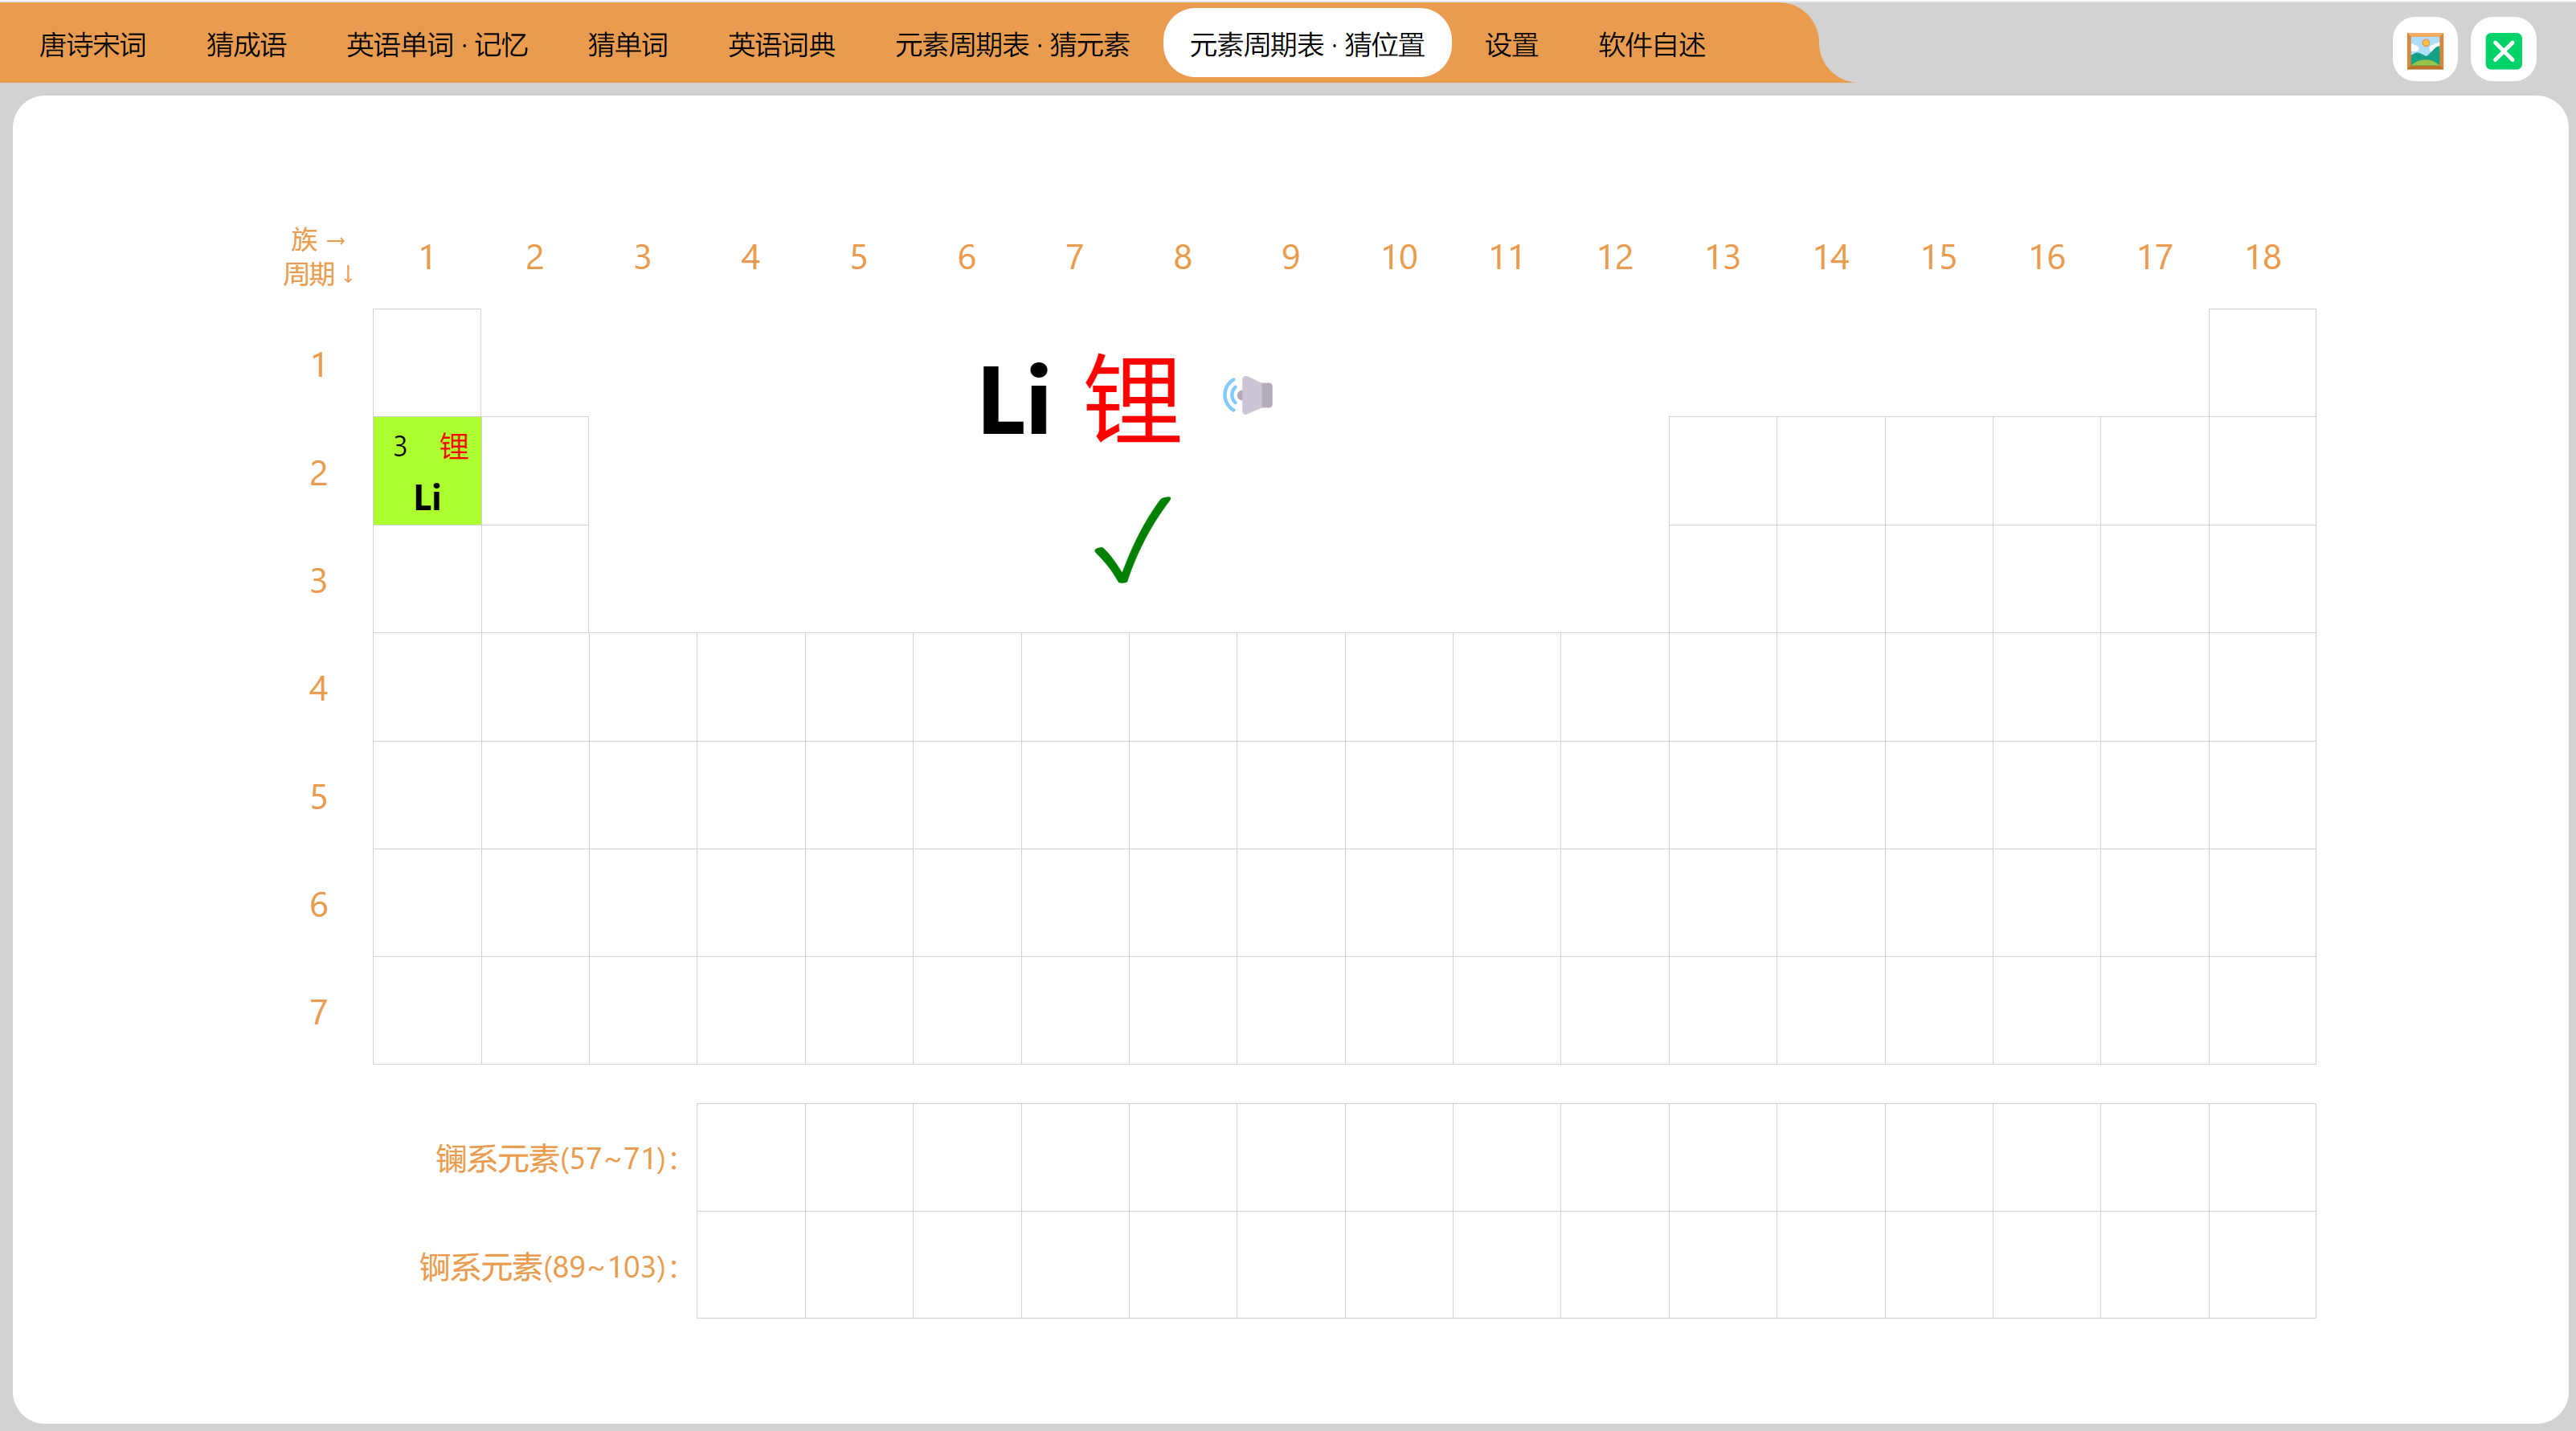 唐诗宋词 猜成语 英语单词 · 记忆 猜单词 英语词典 元素周期表 · 猜元素 元素周期表 · 猜位置 设置 软件自述
族 →
周期 ↓
1 2 3 4 5 6 7 8 9 10 11 12 13 14 15 16 17 18
1
Li 锂
2
3 锂
Li
3
4
5
6
7
镧系元素(57~71)：
锕系元素(89~103)：